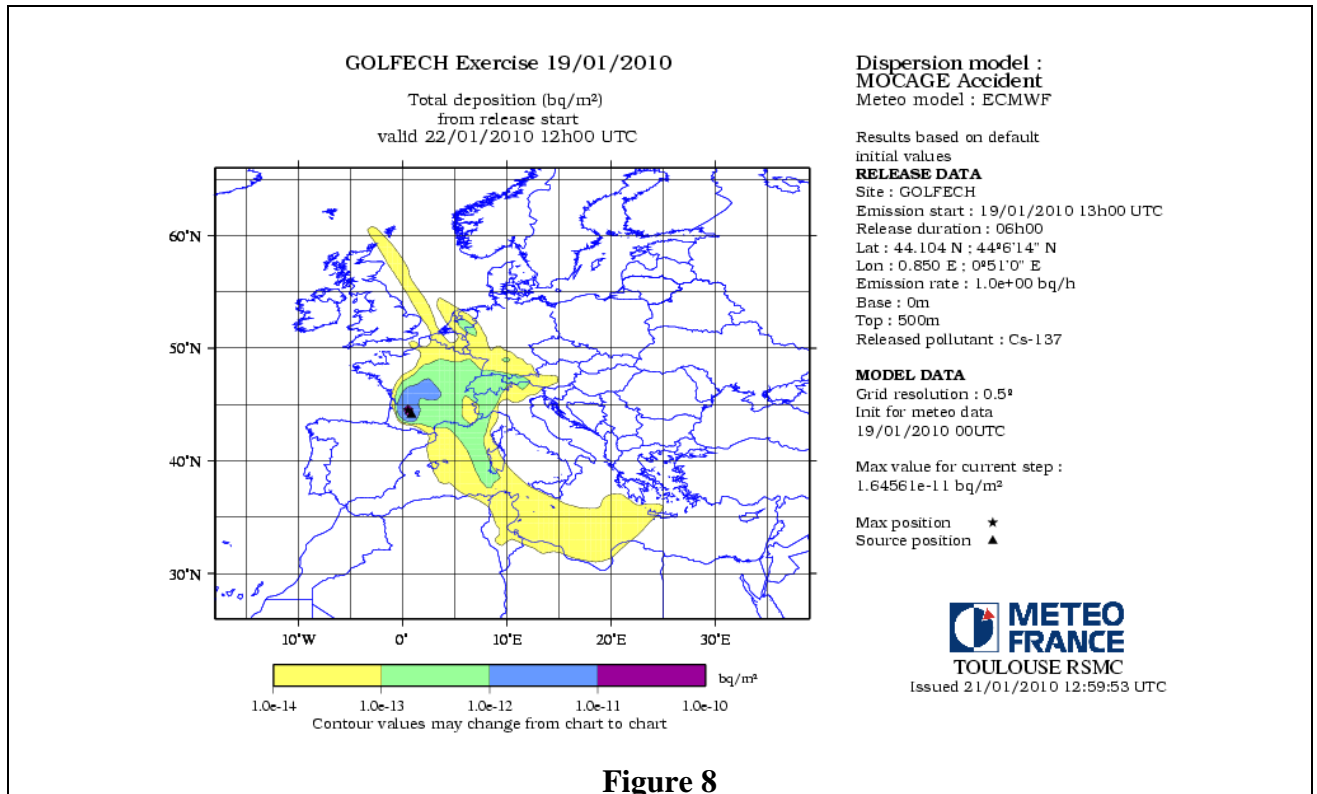 GOLFECH Exercise 19/01/2010
Total deposition (bq/m²)
from release start
valid 22/01/2010 12h00 UTC
60°N
50°N
40°N
30°N
10°W
0°
10°E
20°E
30°E
bq/m²
1.0e-14
1.0e-13
1.0e-12
1.0e-11
1.0e-10
Contour values may change from chart to chart
Dispersion model :
MOCAGE Accident
Meteo model : ECMWF
Results based on default
initial values
RELEASE DATA
Site : GOLFECH
Emission start : 19/01/2010 13h00 UTC
Release duration : 06h00
Lat : 44.104 N ; 44º6'14" N
Lon : 0.850 E ; 0º51'0" E
Emission rate : 1.0e+00 bq/h
Base : 0m
Top : 500m
Released pollutant : Cs-137
MODEL DATA
Grid resolution : 0.5º
Init for meteo data
19/01/2010 00UTC
Max value for current step :
1.64561e-11 bq/m²
Max position ★
Source position ▲
METEO
FRANCE
TOULOUSE RSMC
Issued 21/01/2010 12:59:53 UTC
Figure 8